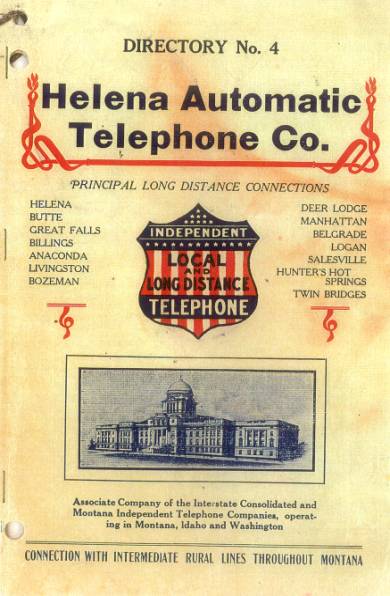 DIRECTORY No. 4
Helena Automatic
Telephone Co.
PRINCIPAL LONG DISTANCE CONNECTIONS
HELENA
BUTTE
GREAT FALLS
BILLINGS
ANACONDA
LIVINGSTON
BOZEMAN
INDEPENDENT
LOCAL
AND
LONG DISTANCE
TELEPHONE
DEER LODGE
MANHATTAN
BELGRADE
LOGAN
SALESVILLE
HUNTER'S HOT
SPRINGS
TWIN BRIDGES
Associate Company of the Interstate Consolidated and
Montana Independent Telephone Companies, operat-
ing in Montana, Idaho and Washington
CONNECTION WITH INTERMEDIATE RURAL LINES THROUGHOUT MONTANA